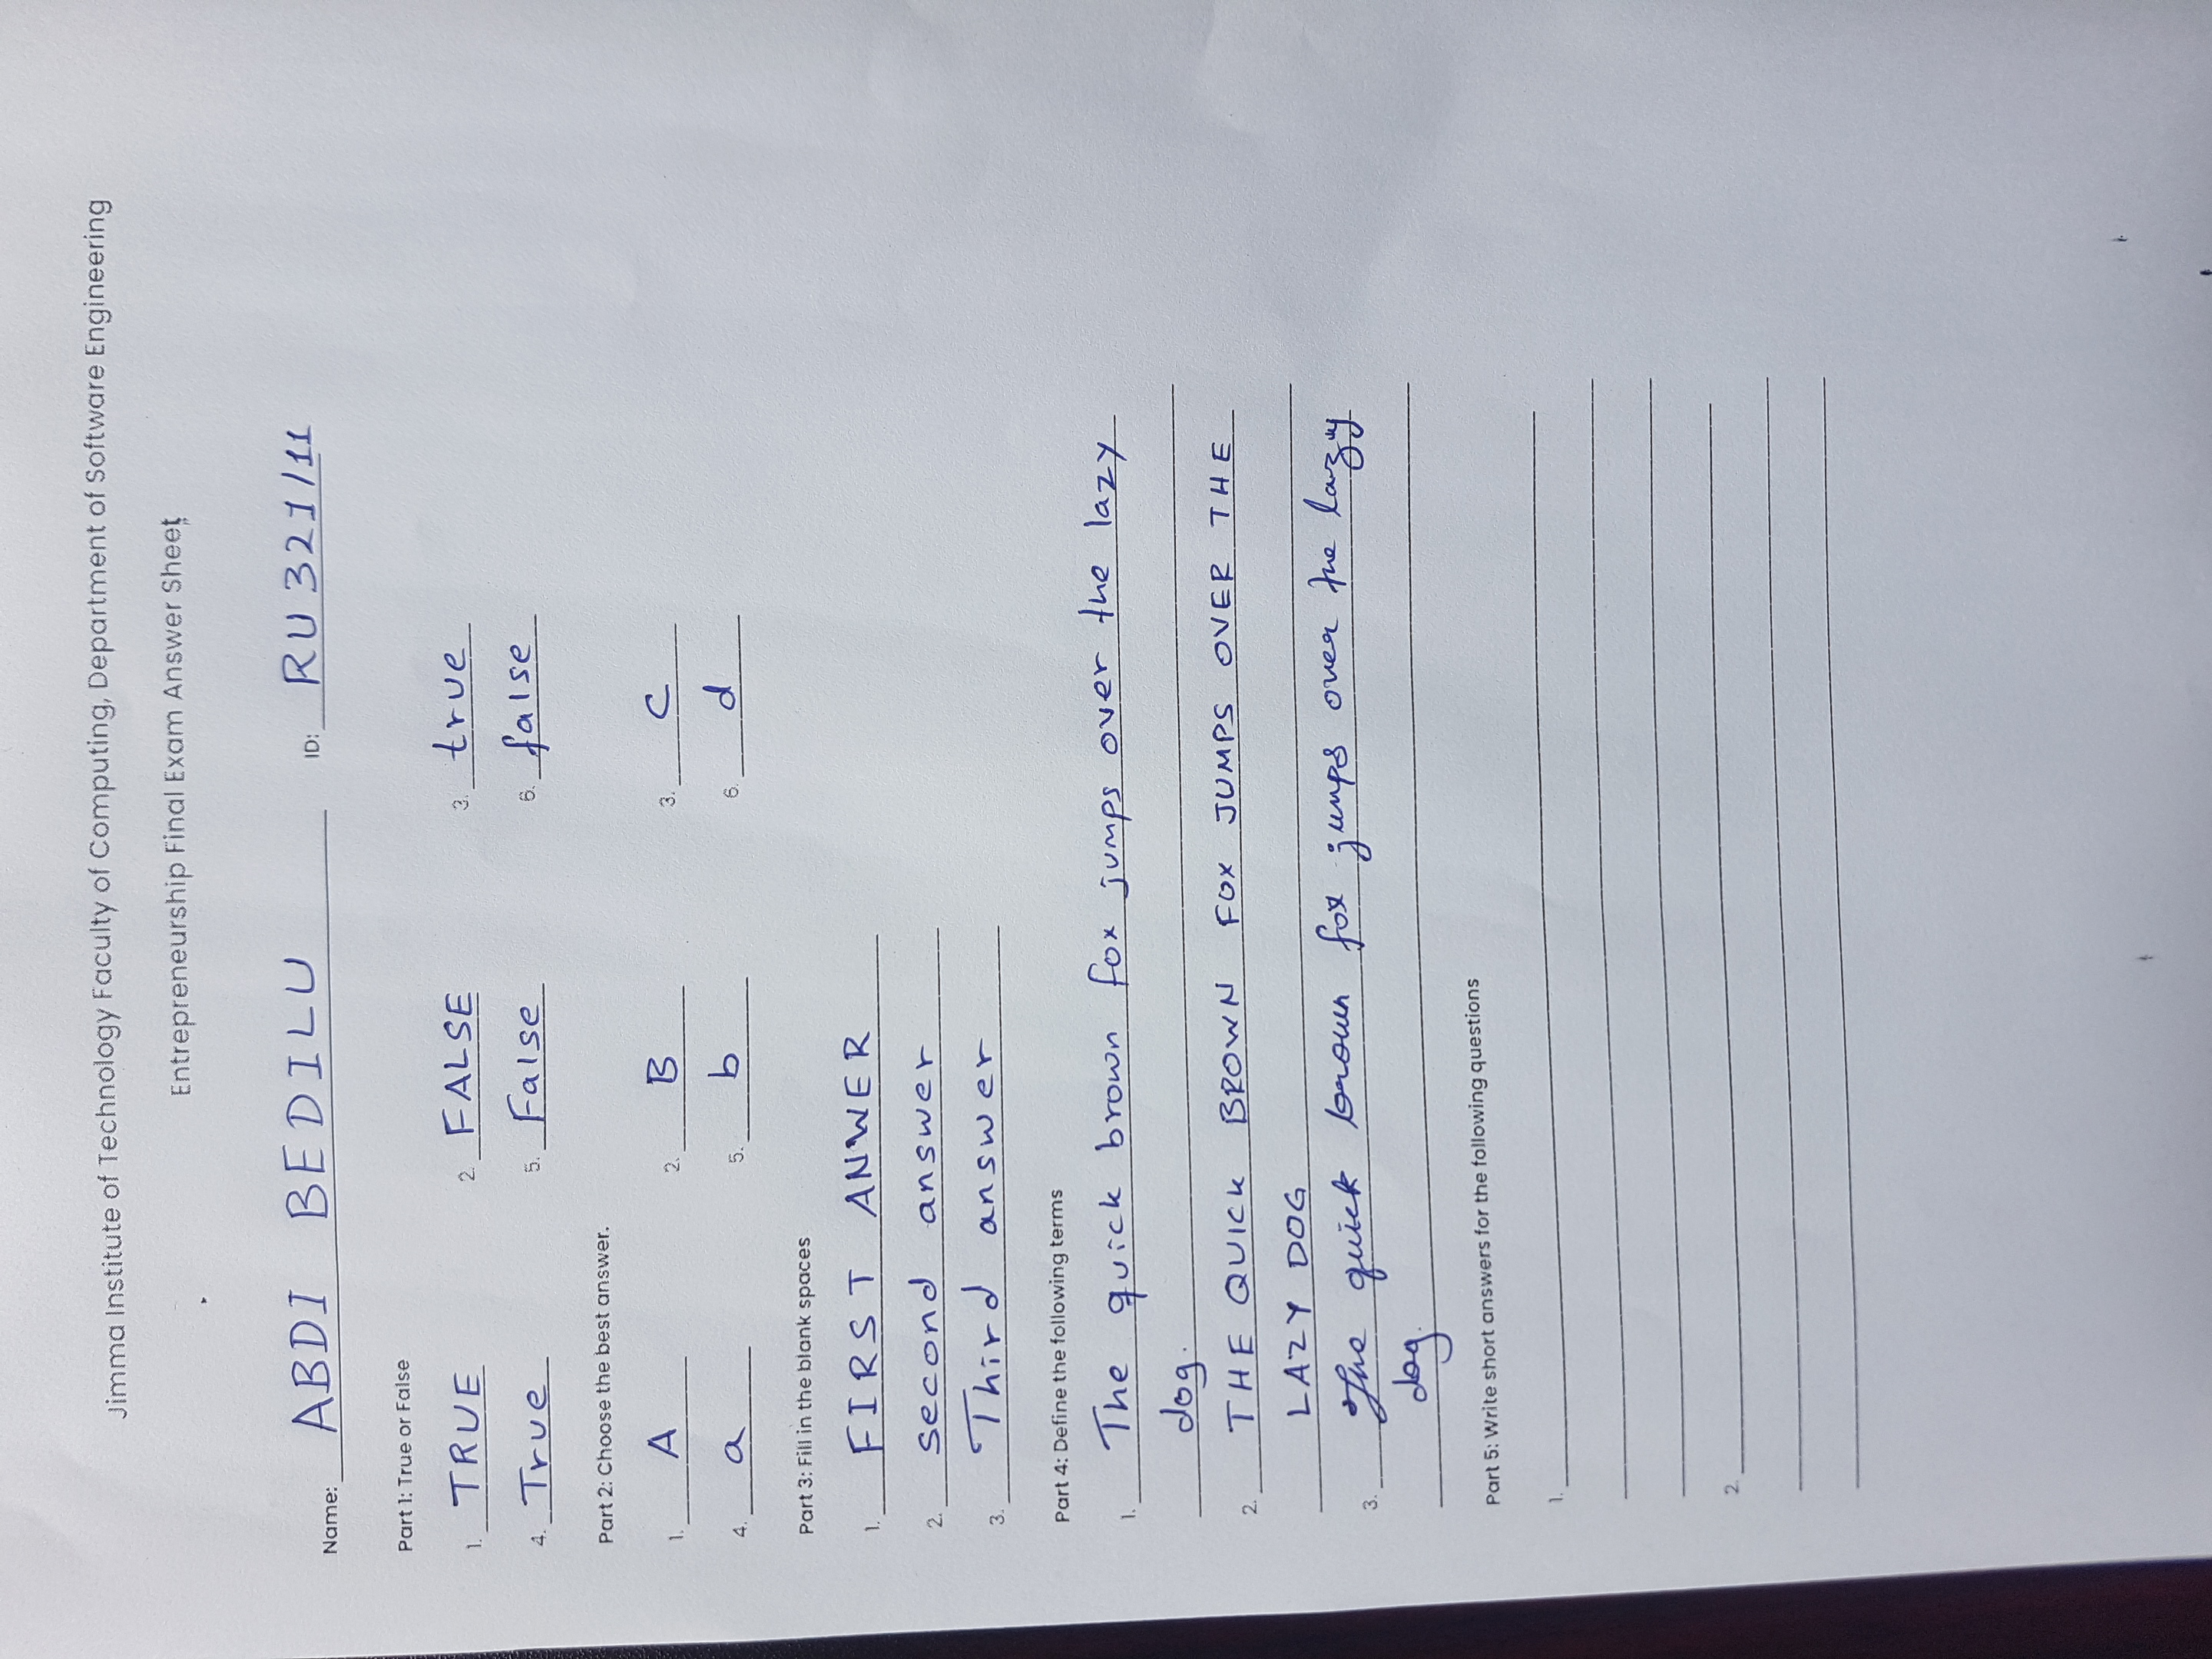 Jimma Institute of Technology Faculty of Computing, Department of Software Engineering
Entrepreneurship Final Exam Answer Sheet
Name: ABDI BEDILU ID: RU 321/11
Part 1: True or False
1. TRUE 2. FALSE 3. true
4. True 5. False 6. false
Part 2: Choose the best answer.
1. A 2. B 3. C
4. a 5. b 6. d
Part 3: Fill in the blank spaces
1. FIRST ANWER
2. second answer
3. Third answer
Part 4: Define the following terms
1. The quick brown fox jumps over the lazy
dog.
2. THE QUICK BROWN FOX JUMPS OVER THE
LAZY DOG
3. The quick brown fox jumps over the lazy
dog.
Part 5: Write short answers for the following questions
1.
2.